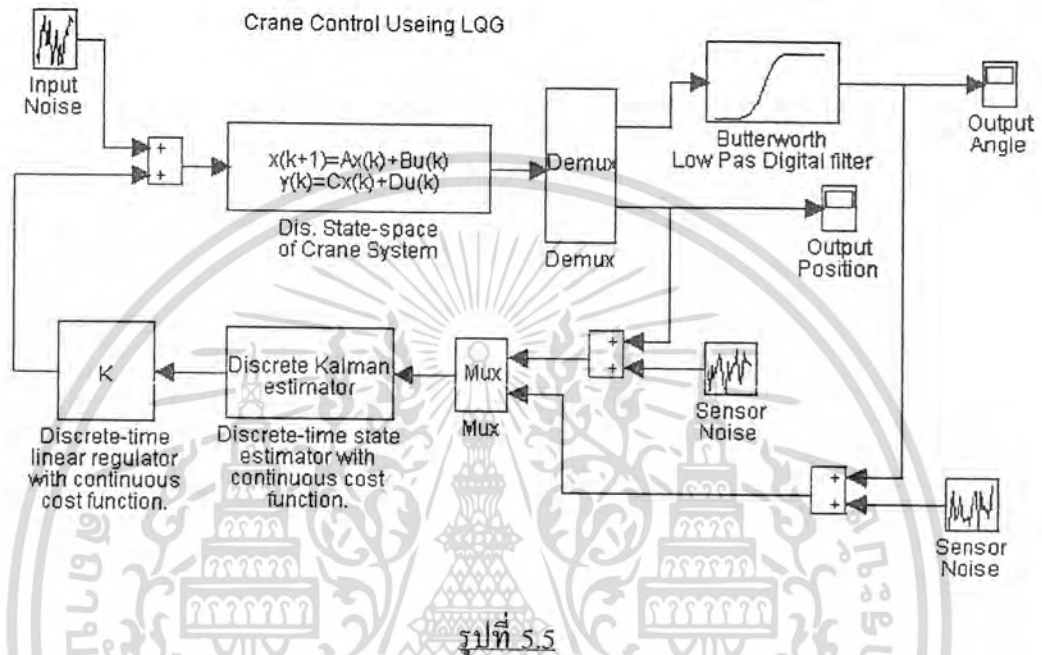 Crane Control Useing LQG
Input
Noise
+
+
x(k+1)=Ax(k)+Bu(k)
y(k)=Cx(k)+Du(k)
Dis. State-space
of Crane System
Demux
Demux
Butterworth
Low Pas Digital filter
Output
Angle
Output
Position
K
Discrete-time
linear regulator
with continuous
cost function.
Discrete Kalman
estimator
Discrete-time state
estimator with
continuous cost
function.
Mux
Mux
+
+
Sensor
Noise
+
+
Sensor
Noise
รูปที่ 5.5